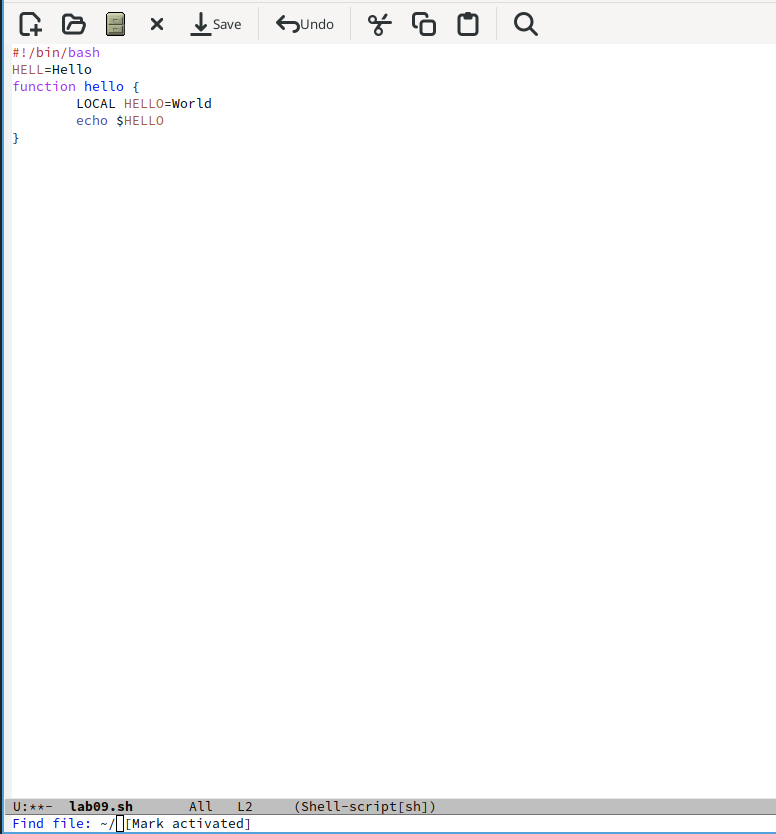 Save Undo
#!/bin/bash
HELL=Hello
function hello {
        LOCAL HELLO=World
        echo $HELLO
}
U:**-  lab09.sh       All   L2     (Shell-script[sh])
Find file: ~/ [Mark activated]